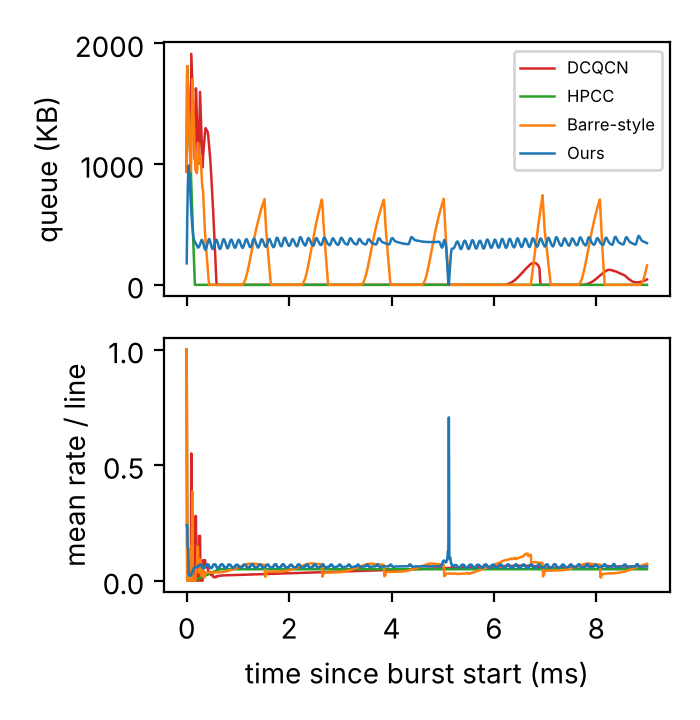 2000
1000
0
queue (KB)
DCQCN
HPCC
Barre-style
Ours
1.0
0.5
0.0
mean rate / line
0 2 4 6 8
time since burst start (ms)